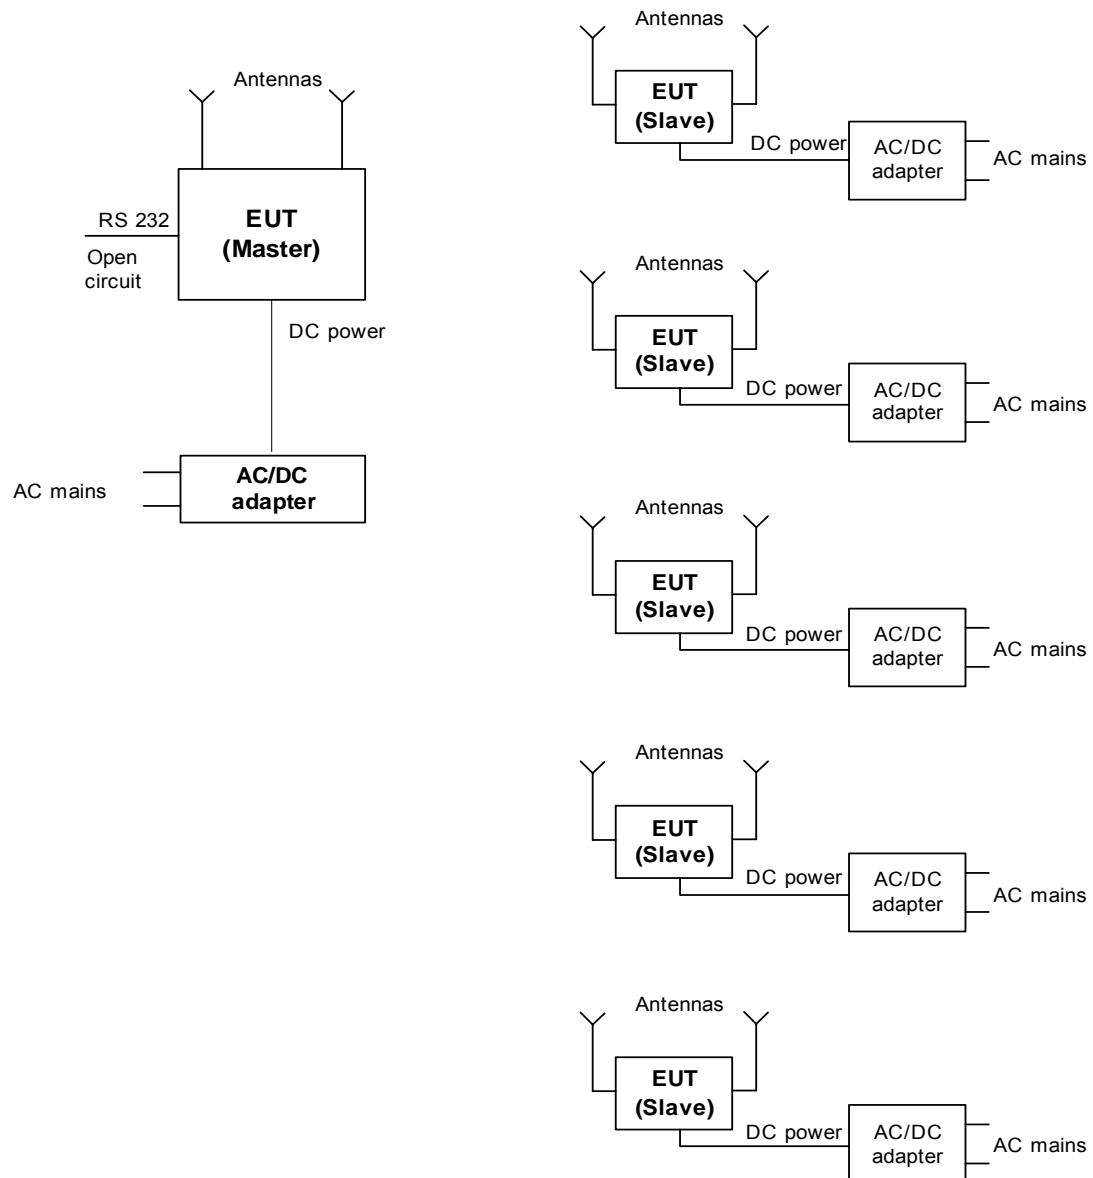 Antennas
RS 232
EUT
(Master)
Open
circuit
DC power
AC mains
AC/DC
adapter
Antennas
EUT
(Slave)
DC power
AC/DC
adapter
AC mains
Antennas
EUT
(Slave)
DC power
AC/DC
adapter
AC mains
Antennas
EUT
(Slave)
DC power
AC/DC
adapter
AC mains
Antennas
EUT
(Slave)
DC power
AC/DC
adapter
AC mains
Antennas
EUT
(Slave)
DC power
AC/DC
adapter
AC mains